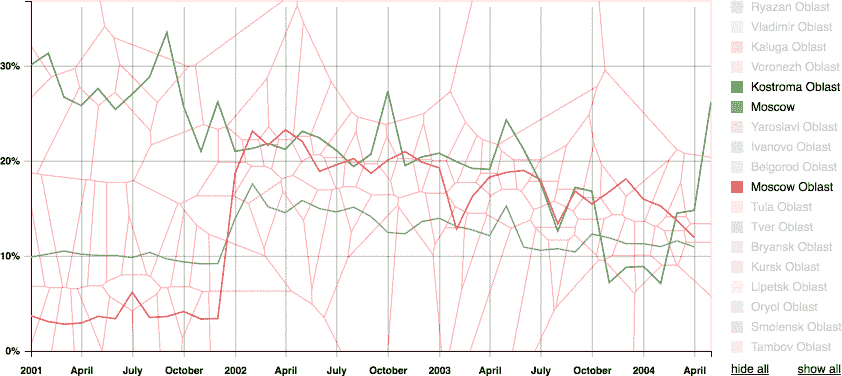 30%
20%
10%
0%
2001 April July October 2002 April July October 2003 April July October 2004 April
Ryazan Oblast
Vladimir Oblast
Kaluga Oblast
Voronezh Oblast
Kostroma Oblast
Moscow
Yaroslavl Oblast
Ivanovo Oblast
Belgorod Oblast
Moscow Oblast
Tula Oblast
Tver Oblast
Bryansk Oblast
Kursk Oblast
Lipetsk Oblast
Oryol Oblast
Smolensk Oblast
Tambov Oblast
hide all show all